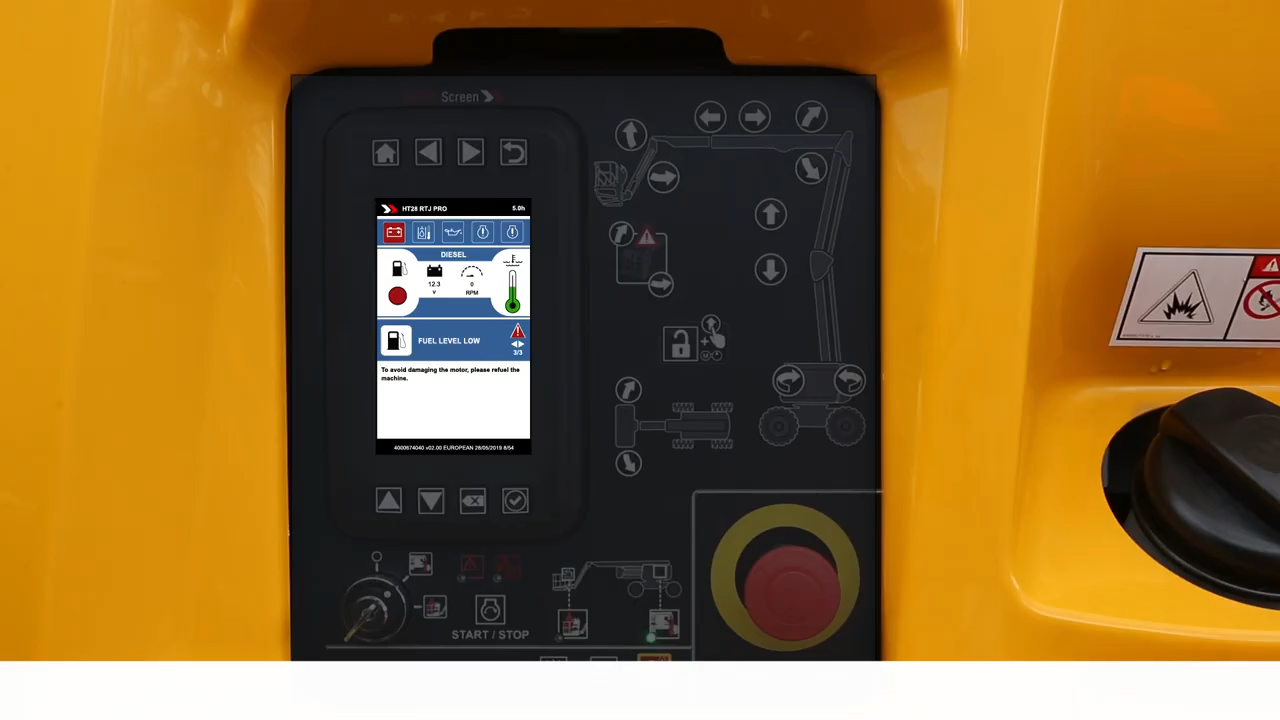 Screen
HT28 RTJ PRO 5.0h
DIESEL
12.3
V
0
RPM
FUEL LEVEL LOW
3/3
To avoid damaging the motor, please refuel the
machine.
4000674040 v02.00 EUROPEAN 28/05/2019 8/54
START / STOP